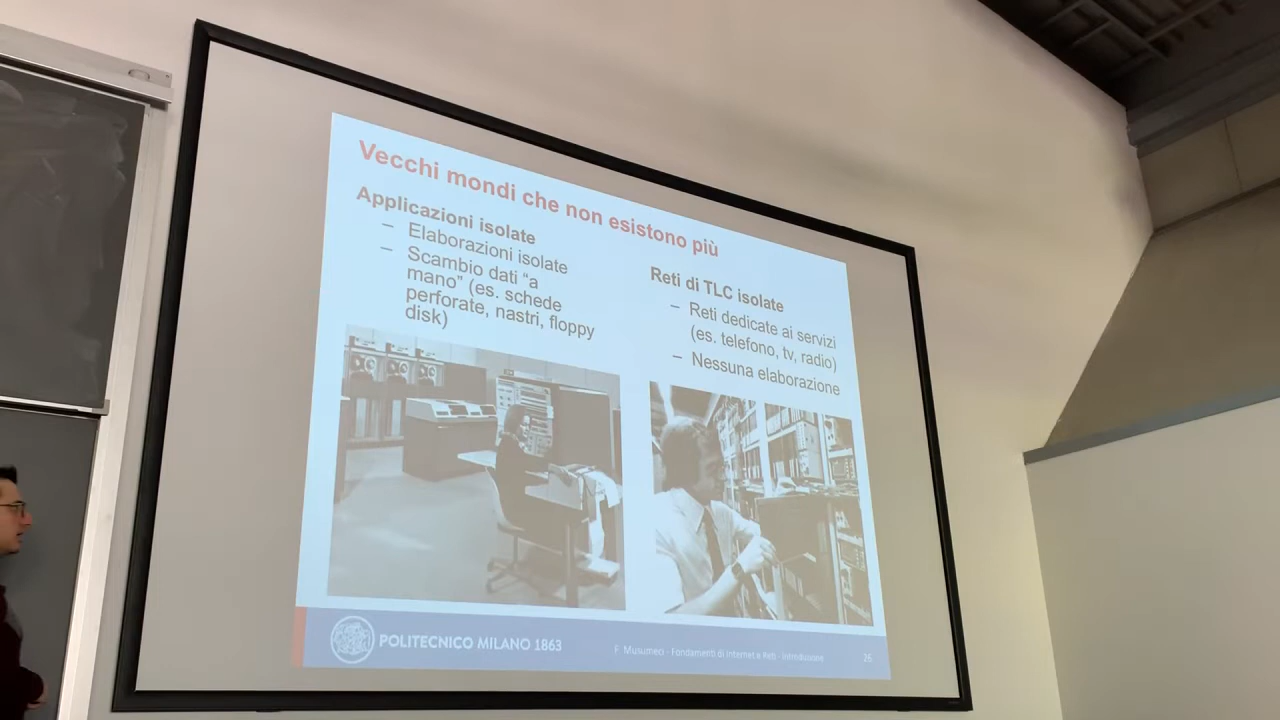 Vecchi mondi che non esistono più
Applicazioni isolate
– Elaborazioni isolate
– Scambio dati “a
mano” (es. schede
perforate, nastri, floppy
disk)
Reti di TLC isolate
– Reti dedicate ai servizi
(es. telefono, tv, radio)
– Nessuna elaborazione
POLITECNICO MILANO 1863
F. Musumeci - Fondamenti di Internet e Reti - Introduzione
26